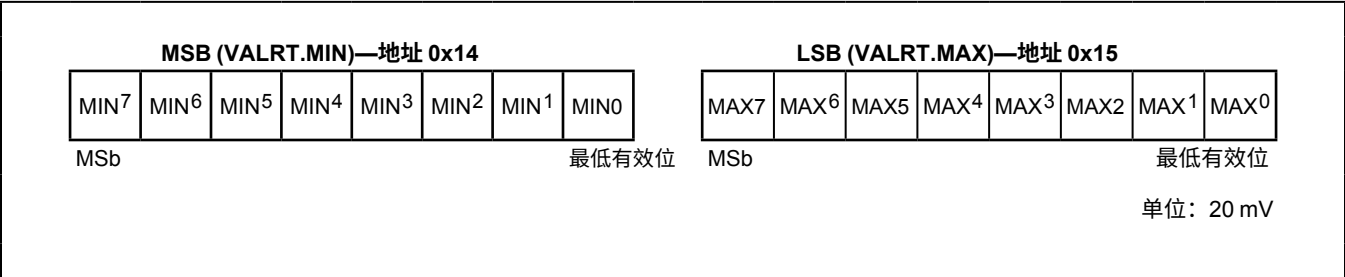 MSB (VALRT.MIN)—地址 0x14 LSB (VALRT.MAX)—地址 0x15
MIN⁷ MIN⁶ MIN⁵ MIN⁴ MIN³ MIN² MIN¹ MIN0 MAX7 MAX⁶ MAX5 MAX⁴ MAX³ MAX2 MAX¹ MAX⁰
MSb 最低有效位 MSb 最低有效位
单位：20 mV